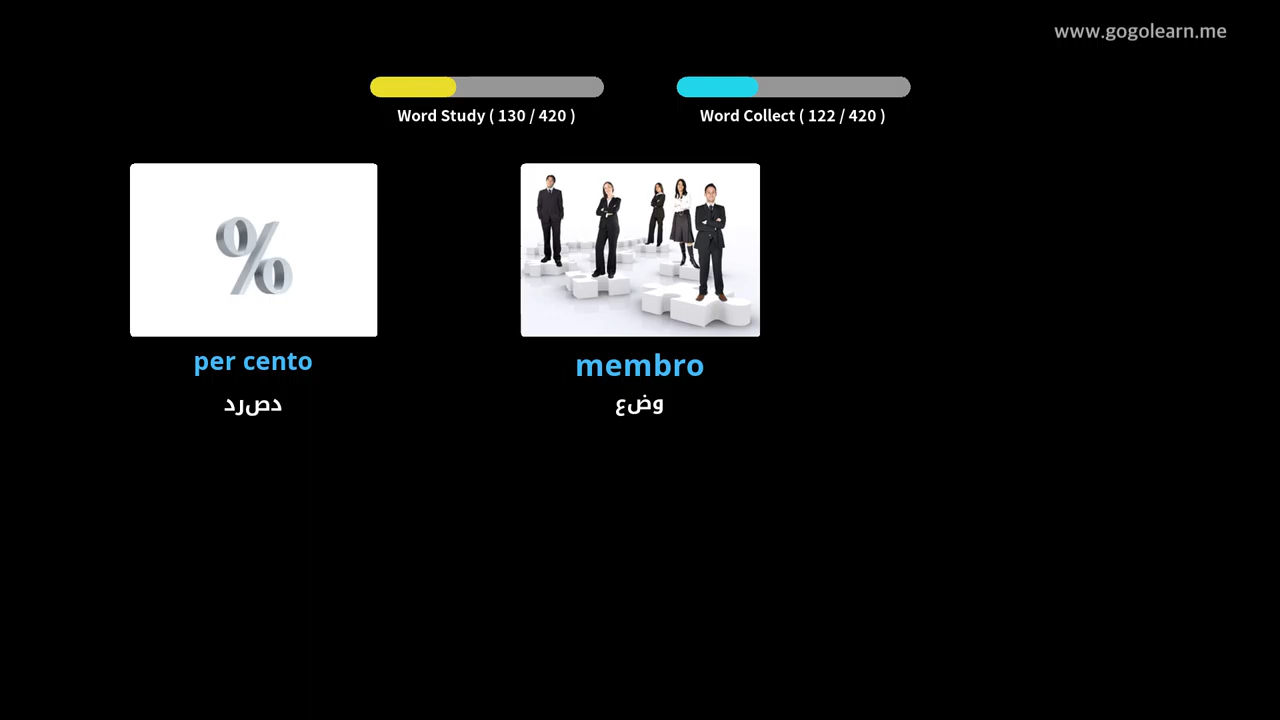 www.gogolearn.me
Word Study ( 130 / 420 )
Word Collect ( 122 / 420 )
%
per cento
membro
درصد
عضو